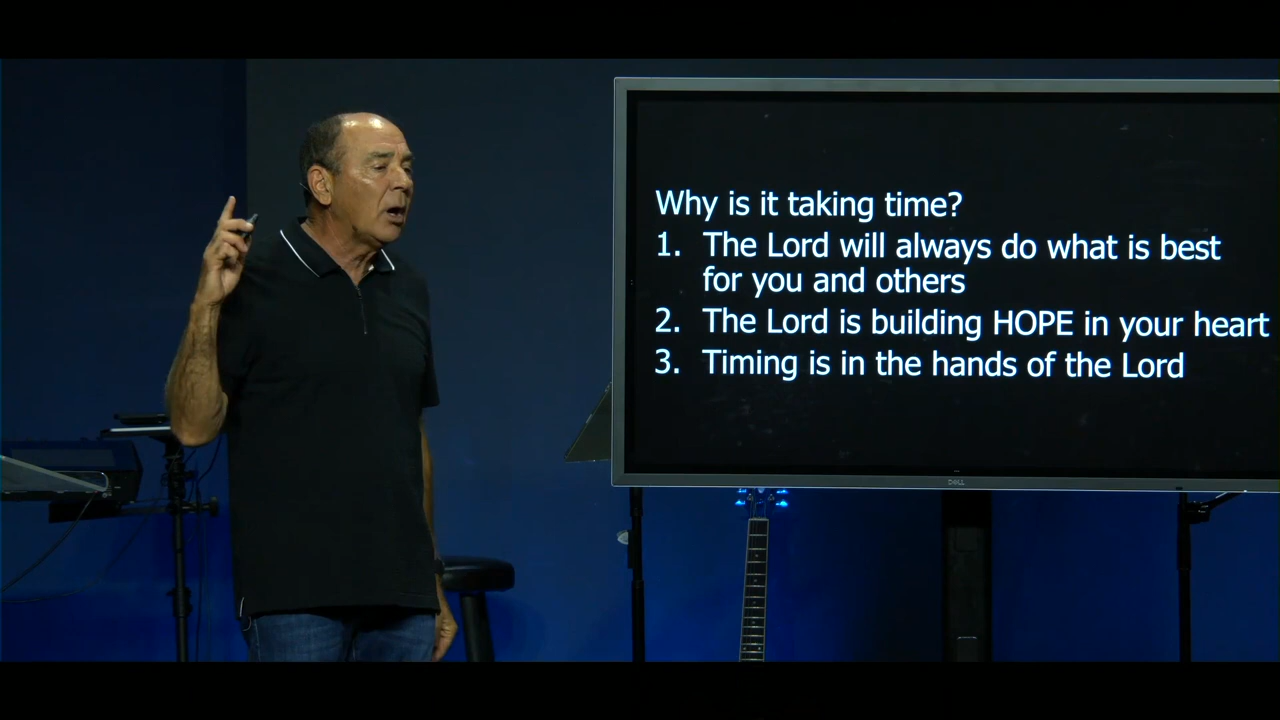 Why is it taking time?
1. The Lord will always do what is best
for you and others
2. The Lord is building HOPE in your heart
3. Timing is in the hands of the Lord
DELL